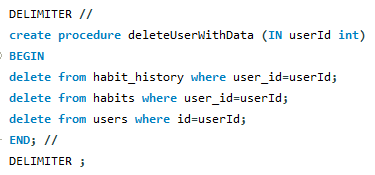 DELIMITER //
create procedure deleteUserWithData (IN userId int)
BEGIN
delete from habit_history where user_id=userId;
delete from habits where user_id=userId;
delete from users where id=userId;
END; //
DELIMITER ;